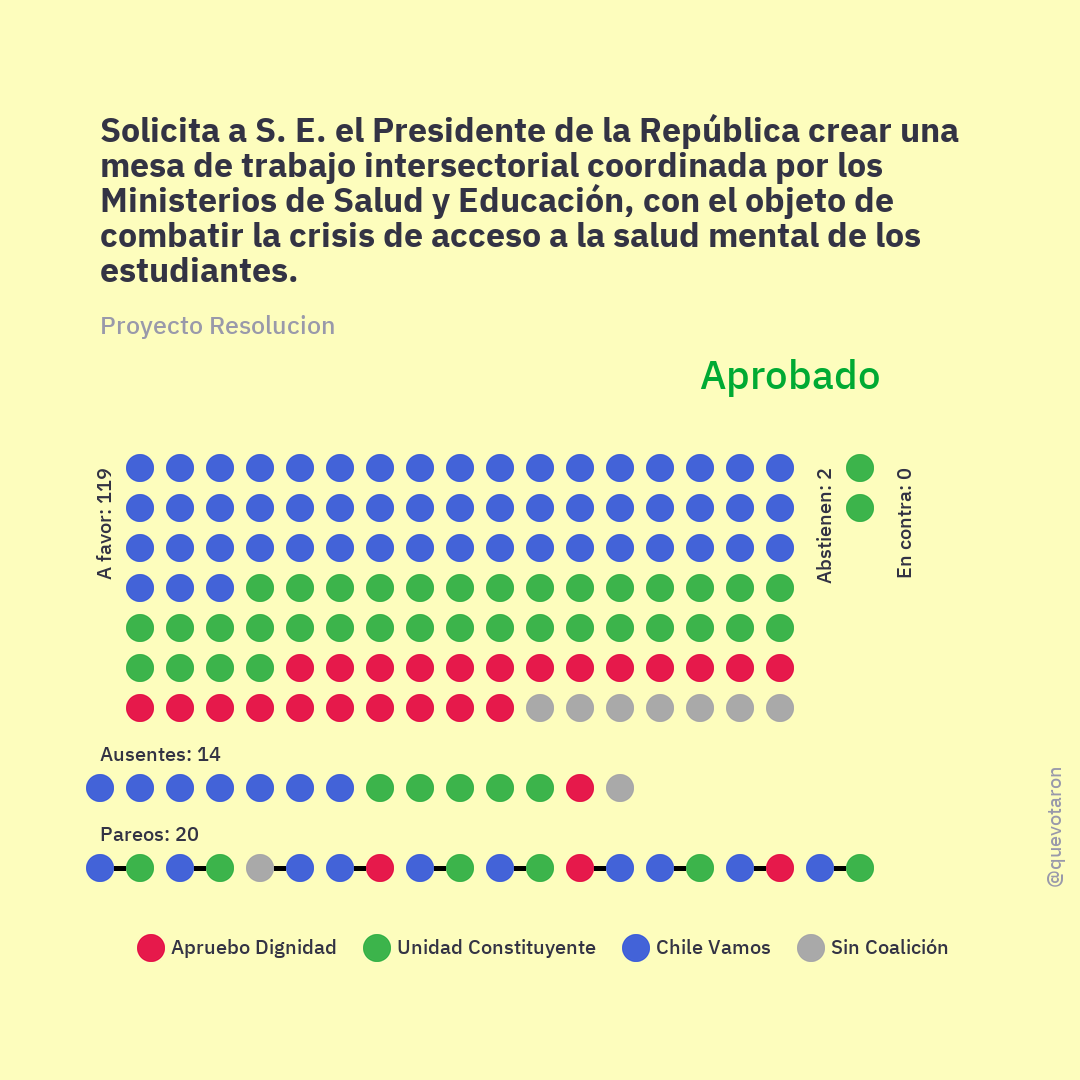 Solicita a S. E. el Presidente de la República crear una
mesa de trabajo intersectorial coordinada por los
Ministerios de Salud y Educación, con el objeto de
combatir la crisis de acceso a la salud mental de los
estudiantes.
Proyecto Resolucion
Aprobado
A favor: 119
Abstienen: 2
En contra: 0
Ausentes: 14
Pareos: 20
@quevotaron
Apruebo Dignidad
Unidad Constituyente
Chile Vamos
Sin Coalición